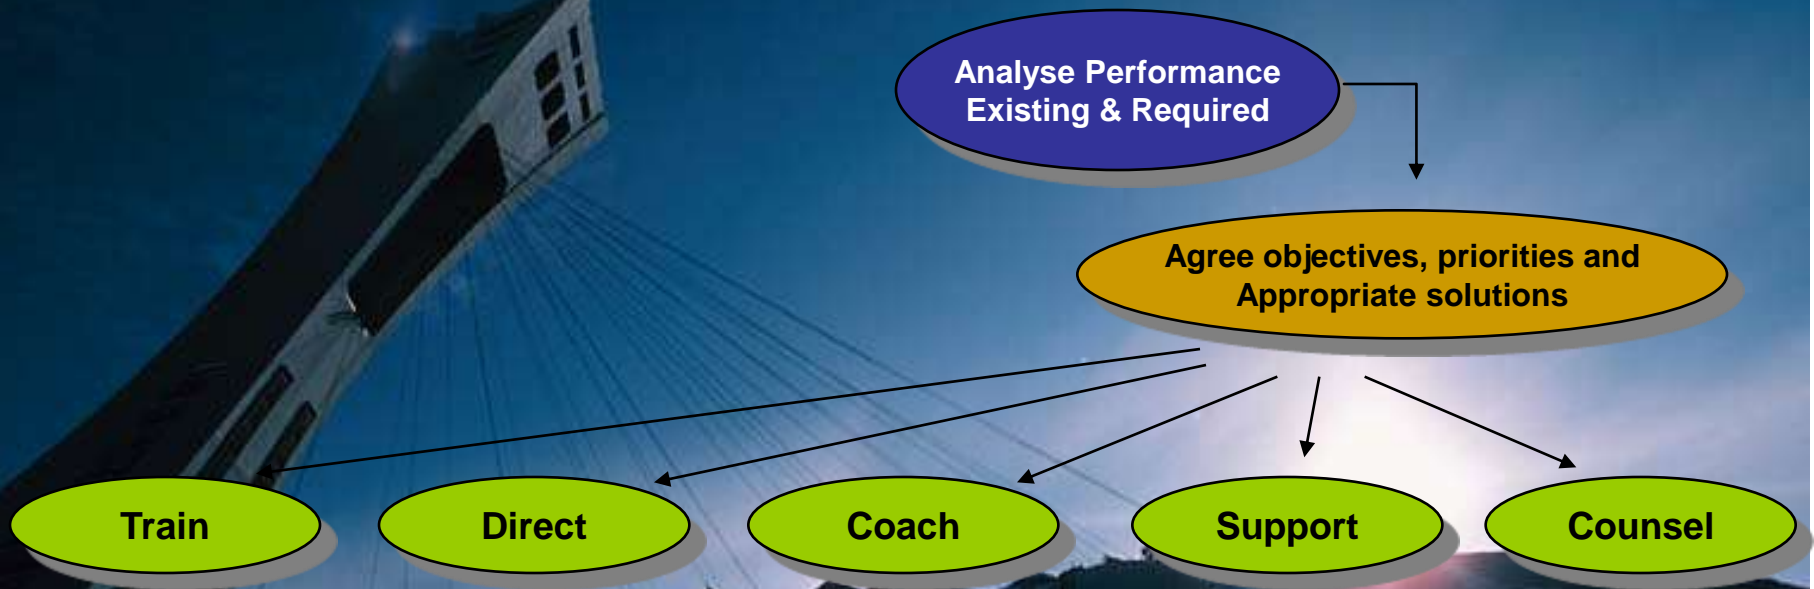 Analyse Performance
Existing & Required
Agree objectives, priorities and
Appropriate solutions
Train
Direct
Coach
Support
Counsel